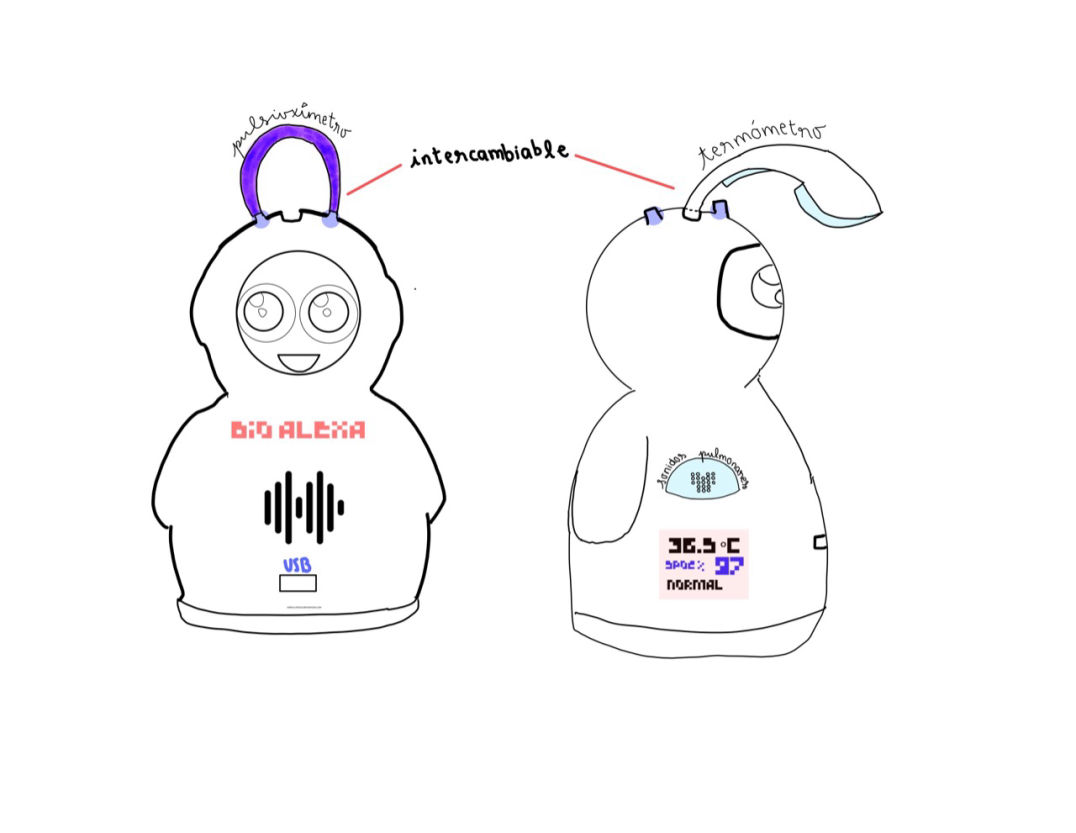 pulsioxímetro
intercambiable
termómetro
BIO ALEXA
USB
sonidos pulmonares
36.5 °C
SPO2% 97
NORMAL